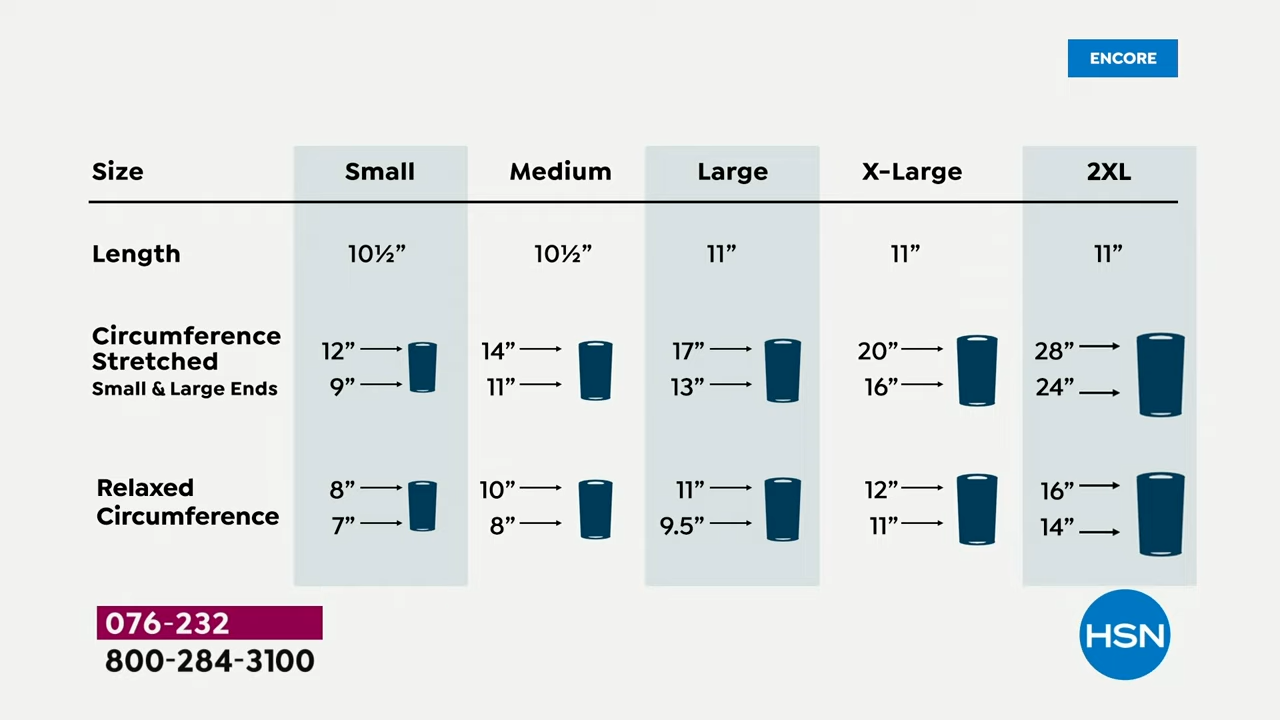 ENCORE
Size Small Medium Large X-Large 2XL
Length 10½” 10½” 11” 11” 11”
Circumference
Stretched
Small & Large Ends
12” 14” 17” 20” 28”
9” 11” 13” 16” 24”
Relaxed
Circumference
8” 10” 11” 12” 16”
7” 8” 9.5” 11” 14”
076-232
800-284-3100
HSN